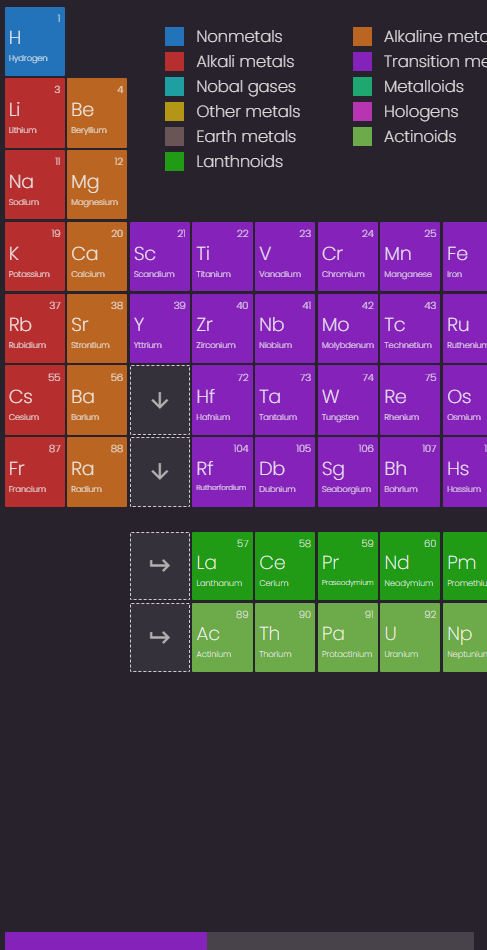 1
H
Hydrogen
Nonmetals
Alkali metals
Nobal gases
Other metals
Earth metals
Lanthnoids
Alkaline meta
Transition me
Metalloids
Hologens
Actinoids
3 4
Li Be
Lithium Beryllium
11 12
Na Mg
Sodium Magnesium
19 20 21 22 23 24 25
K Ca Sc Ti V Cr Mn Fe
Potassium Calcium Scandium Titanium Vanadium Chromium Manganese Iron
37 38 39 40 41 42 43
Rb Sr Y Zr Nb Mo Tc Ru
Rubidium Strontium Yttrium Zirconium Niobium Molybdenum Technetium Rutheniun
55 56 72 73 74 75
Cs Ba Hf Ta W Re Os
Cesium Barium Hafnium Tantalum Tungsten Rhenium Osmium
87 88 104 105 106 107 1
Fr Ra Rf Db Sg Bh Hs
Francium Radium Rutherfordium Dubnium Seaborgium Bohrium Hassium
57 58 59 60
La Ce Pr Nd Pm
Lanthanum Cerium Praseodymium Neodymium Promethiu
89 90 91 92
Ac Th Pa U Np
Actinium Thorium Protactinium Uranium Neptuniun